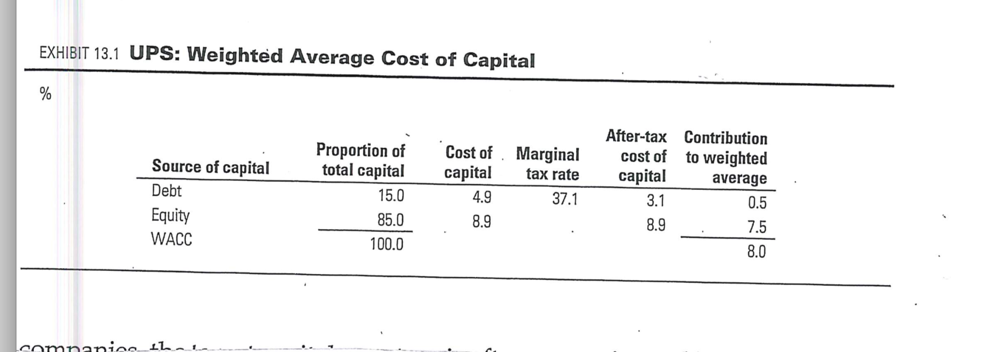 EXHIBIT 13.1 UPS: Weighted Average Cost of Capital
%
Source of capital Proportion of total capital Cost of capital Marginal tax rate After-tax cost of capital Contribution to weighted average
Debt 15.0 4.9 37.1 3.1 0.5
Equity 85.0 8.9 8.9 7.5
WACC 100.0 8.0
companies